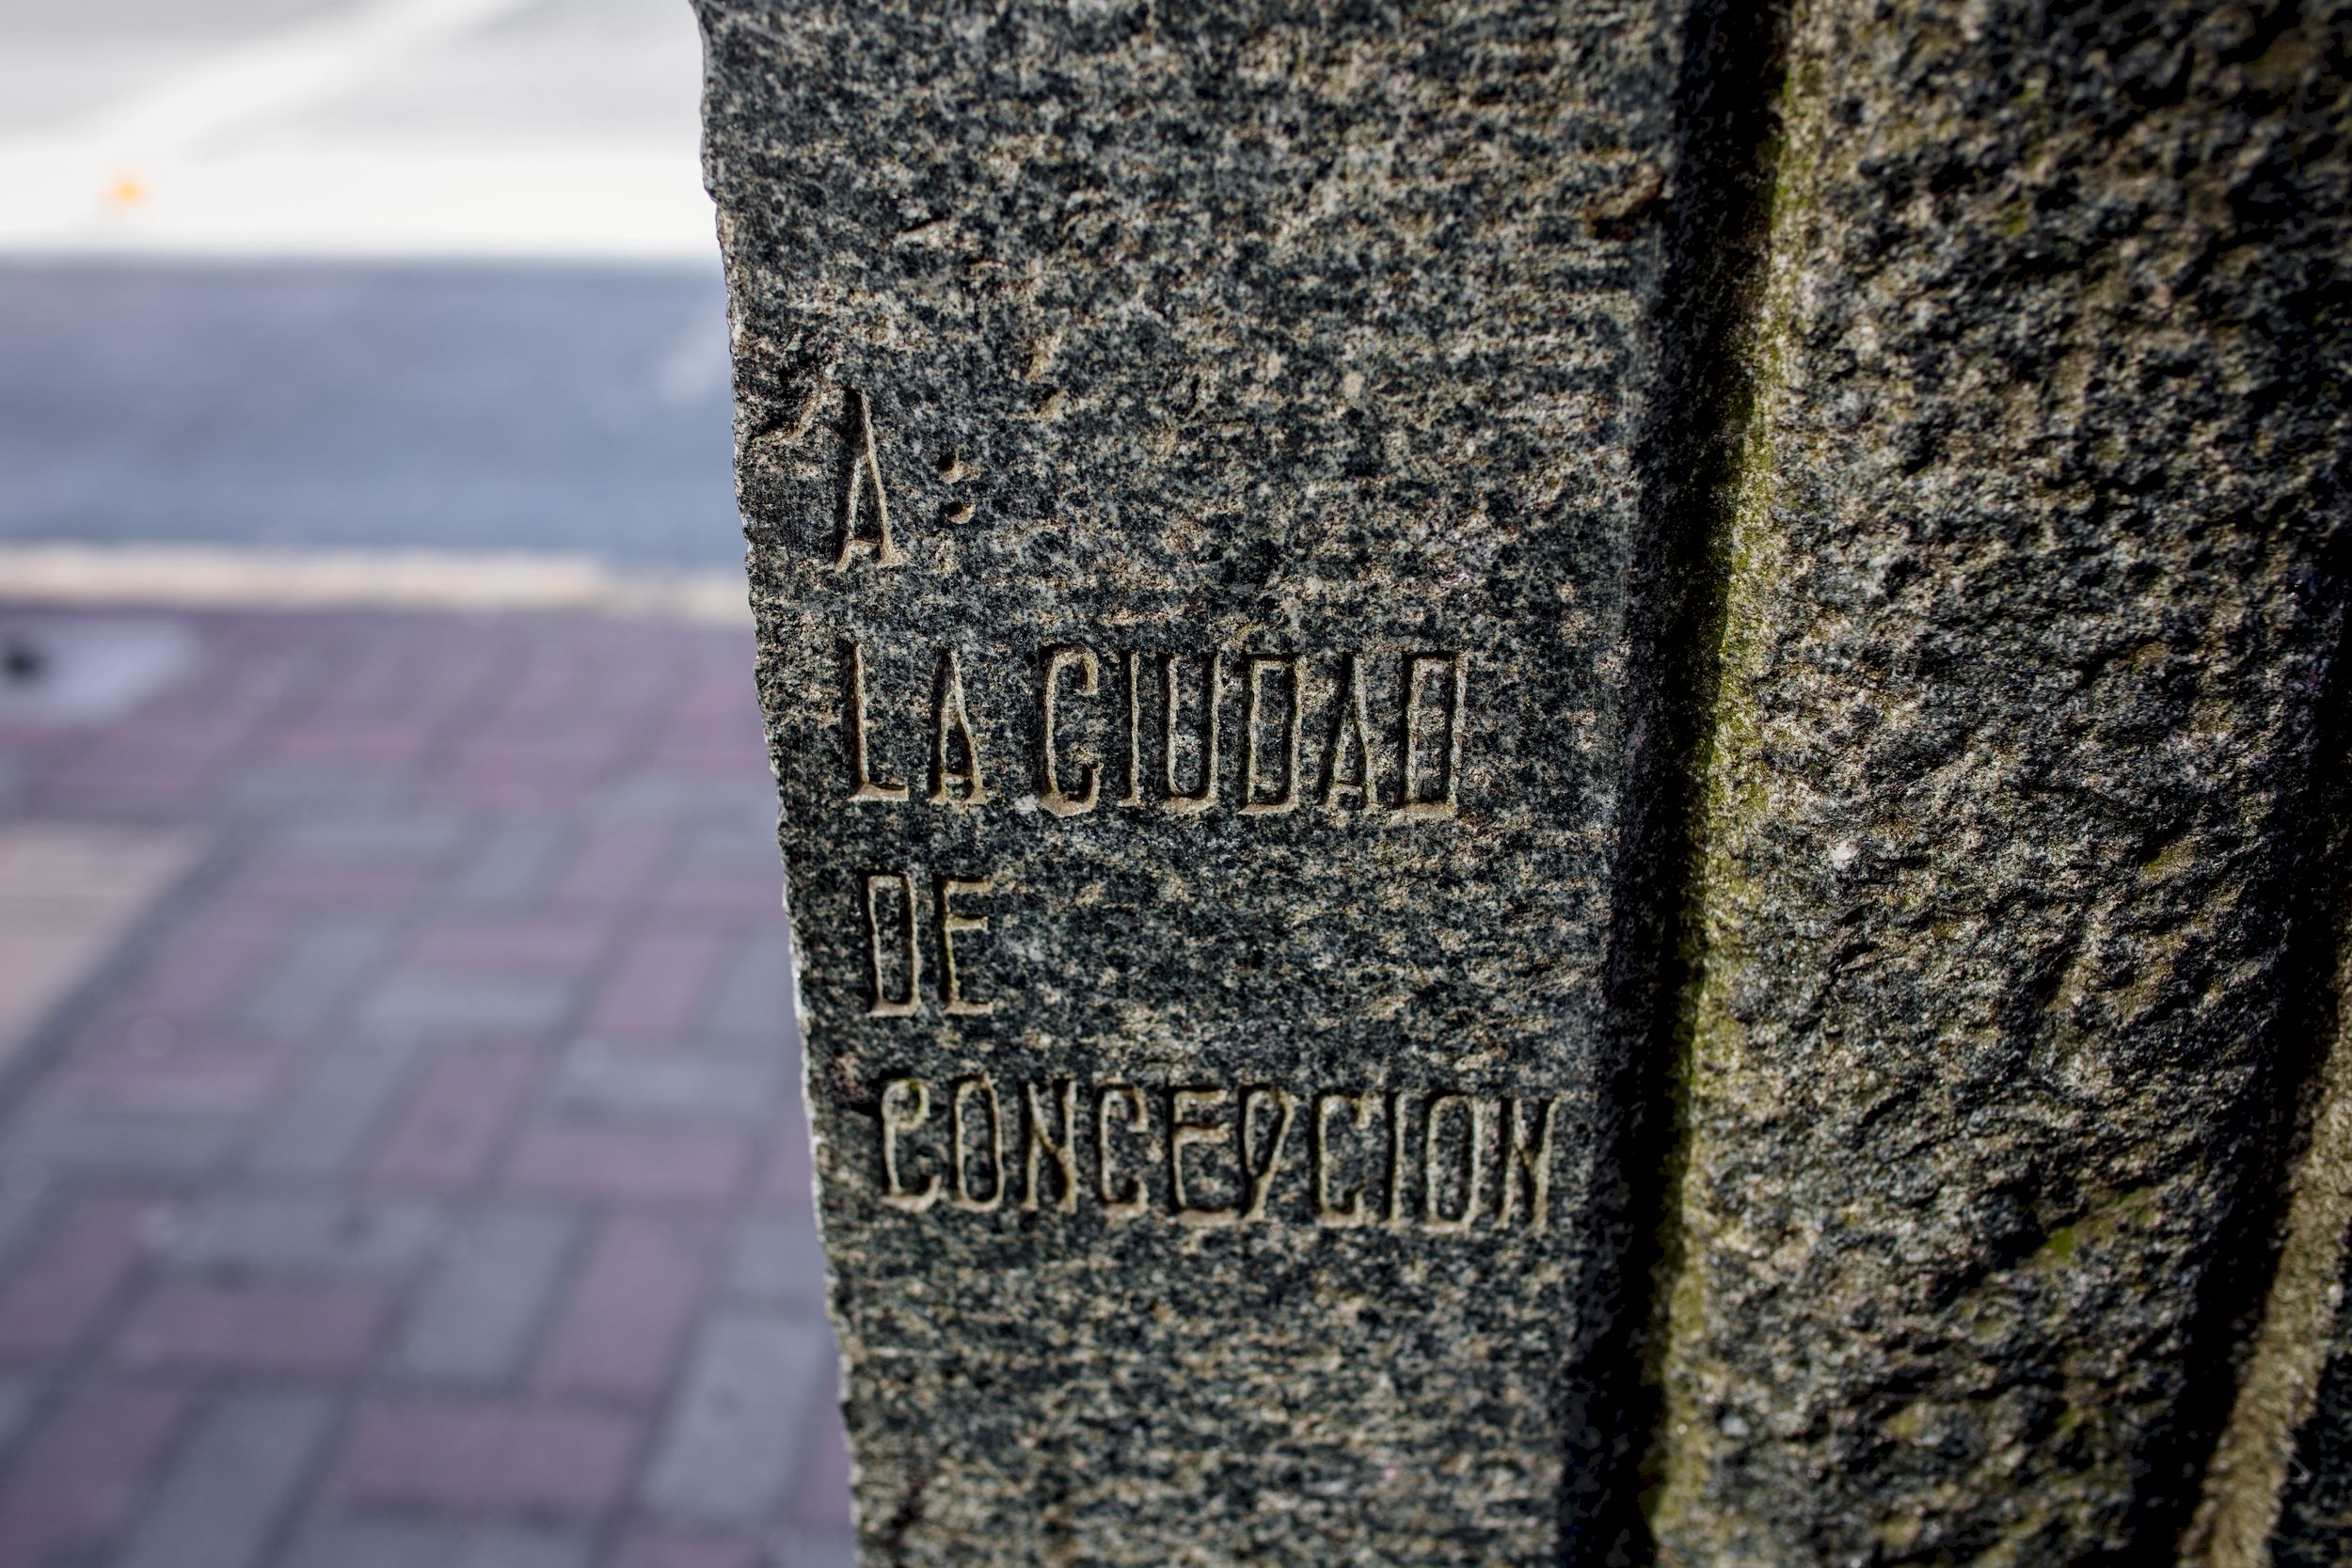 A:
LA CIUDAD
DE
CONCEPCION